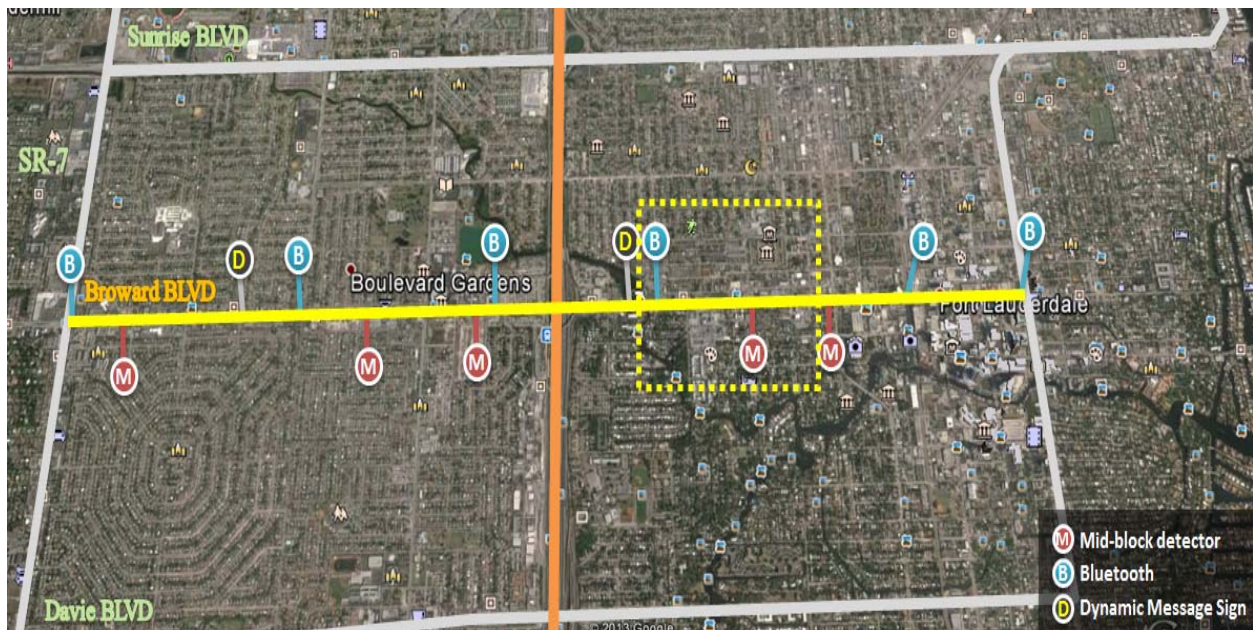 Sunrise BLVD
SR-7
B
D
B
B
D
B
B
B
Broward BLVD
Boulevard Gardens
Fort Lauderdale
M
M
M
M
M
M Mid-block detector
B Bluetooth
D Dynamic Message Sign
Davie BLVD
© 2013 Google